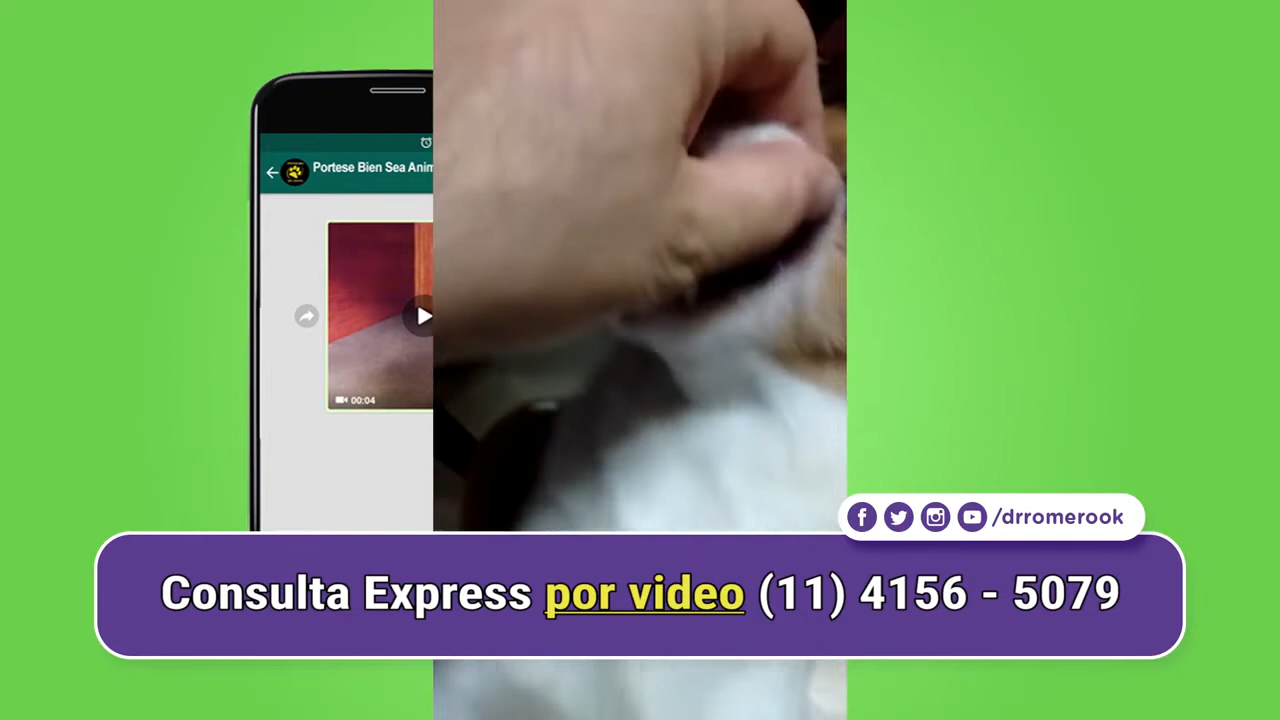 Portese Bien Sea Anim
00:04
/drromerook
Consulta Express por video (11) 4156 - 5079